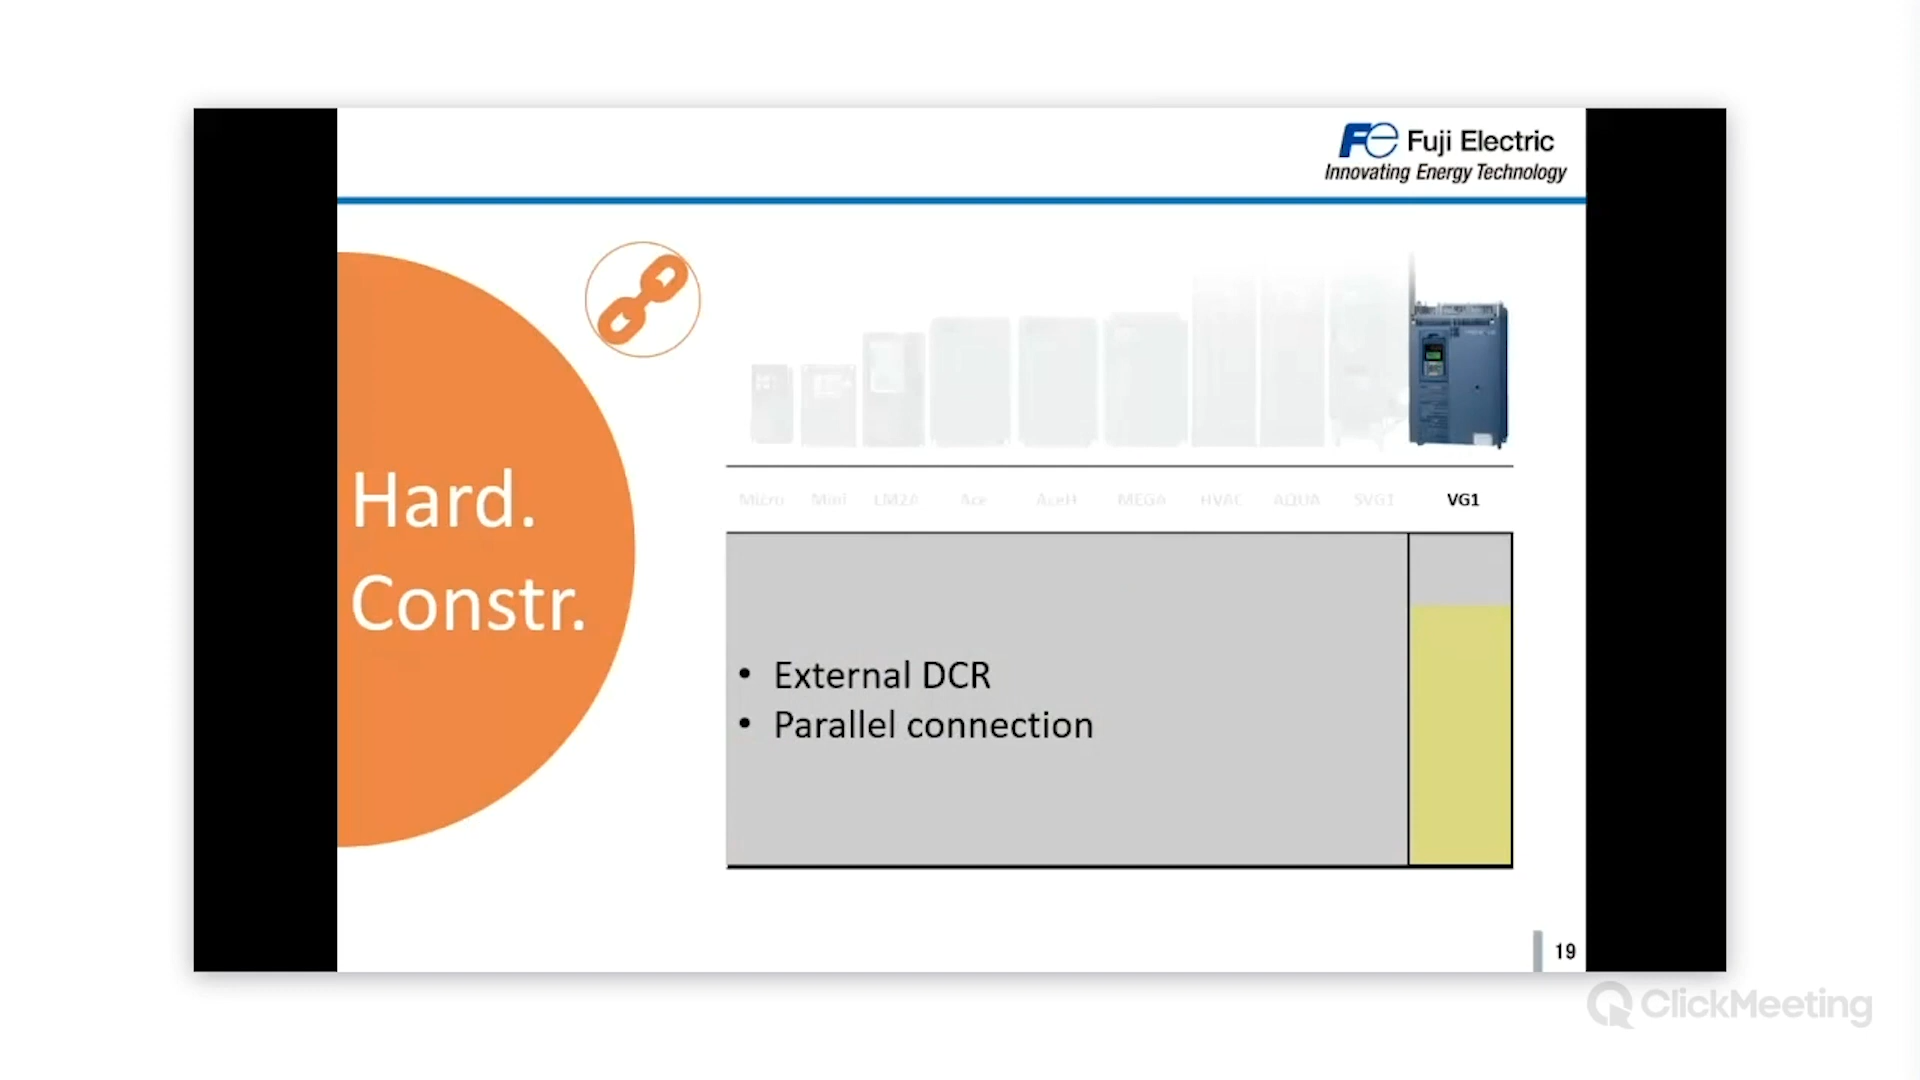 Fuji Electric
Innovating Energy Technology
Hard.
Constr.
Micro Mini LM2A Ace AceH MEGA HVAC AQUA SVG1 VG1
• External DCR
• Parallel connection
19
ClickMeeting